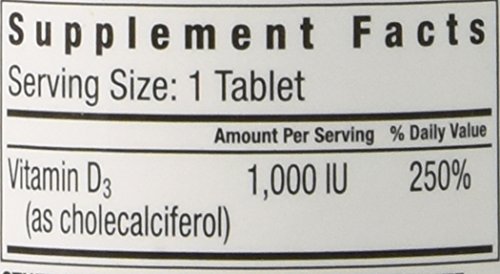 Supplement Facts
Serving Size: 1 Tablet
Amount Per Serving % Daily Value
Vitamin D3 1,000 IU 250%
(as cholecalciferol)